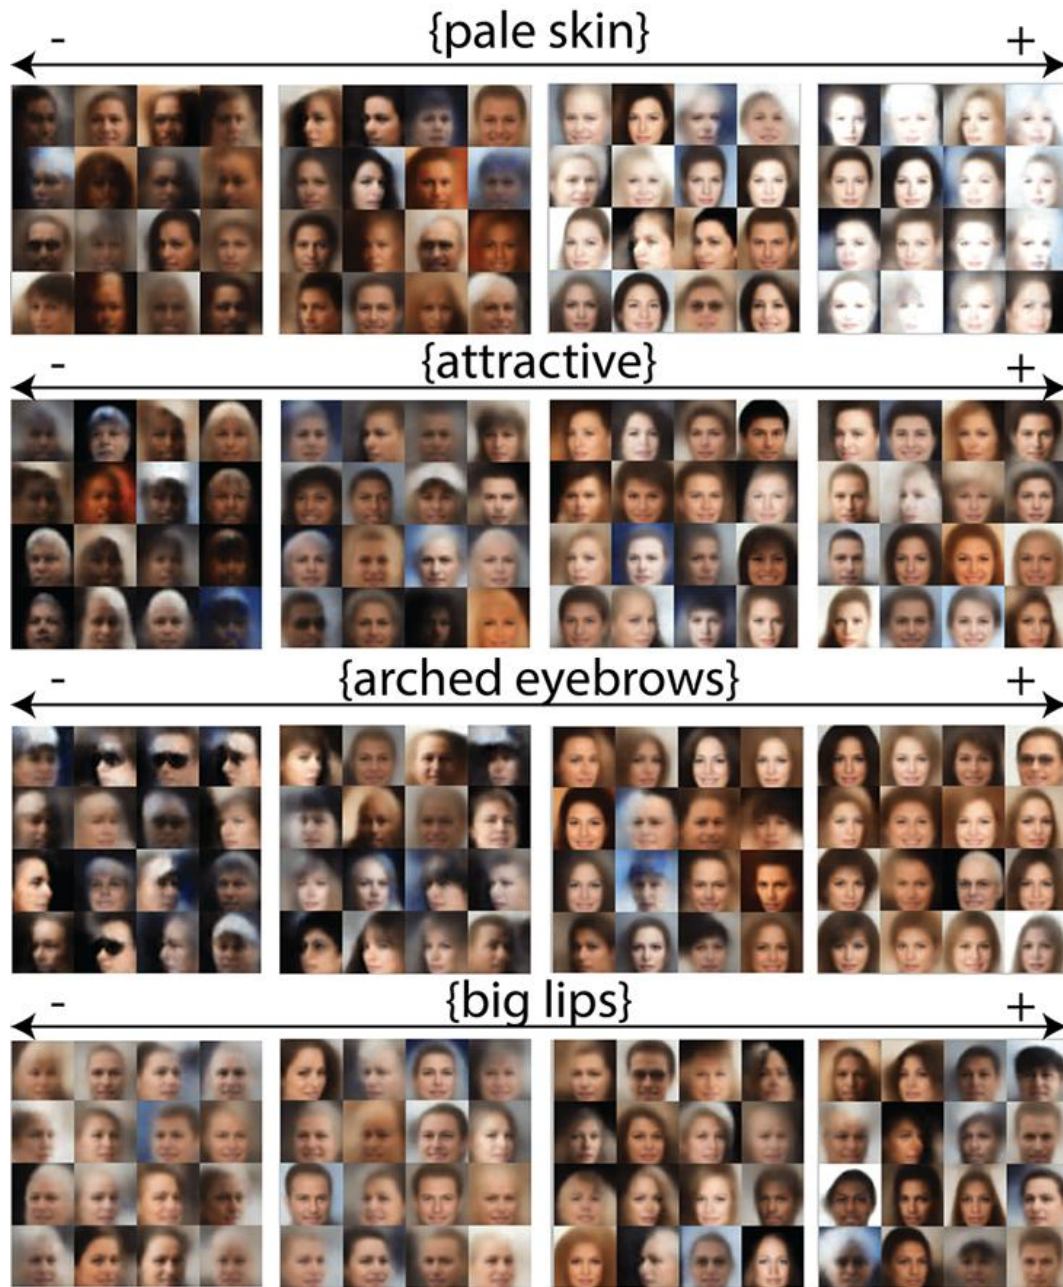 {pale skin}
- +
{attractive}
- +
{arched eyebrows}
- +
{big lips}
- +